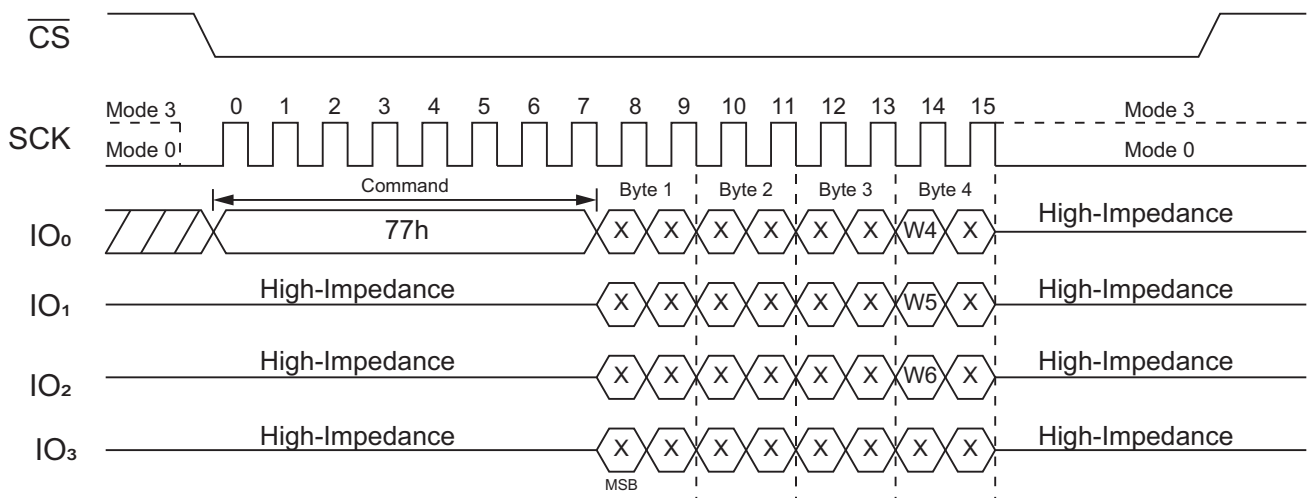 CS
0 1 2 3 4 5 6 7 8 9 10 11 12 13 14 15
Mode 3 Mode 3
SCK
Mode 0 Mode 0
Command Byte 1 Byte 2 Byte 3 Byte 4
IO₀ 77h X X X X X X W4 X High-Impedance
IO₁ High-Impedance X X X X X X W5 X High-Impedance
IO₂ High-Impedance X X X X X X W6 X High-Impedance
IO₃ High-Impedance X X X X X X X X High-Impedance
MSB